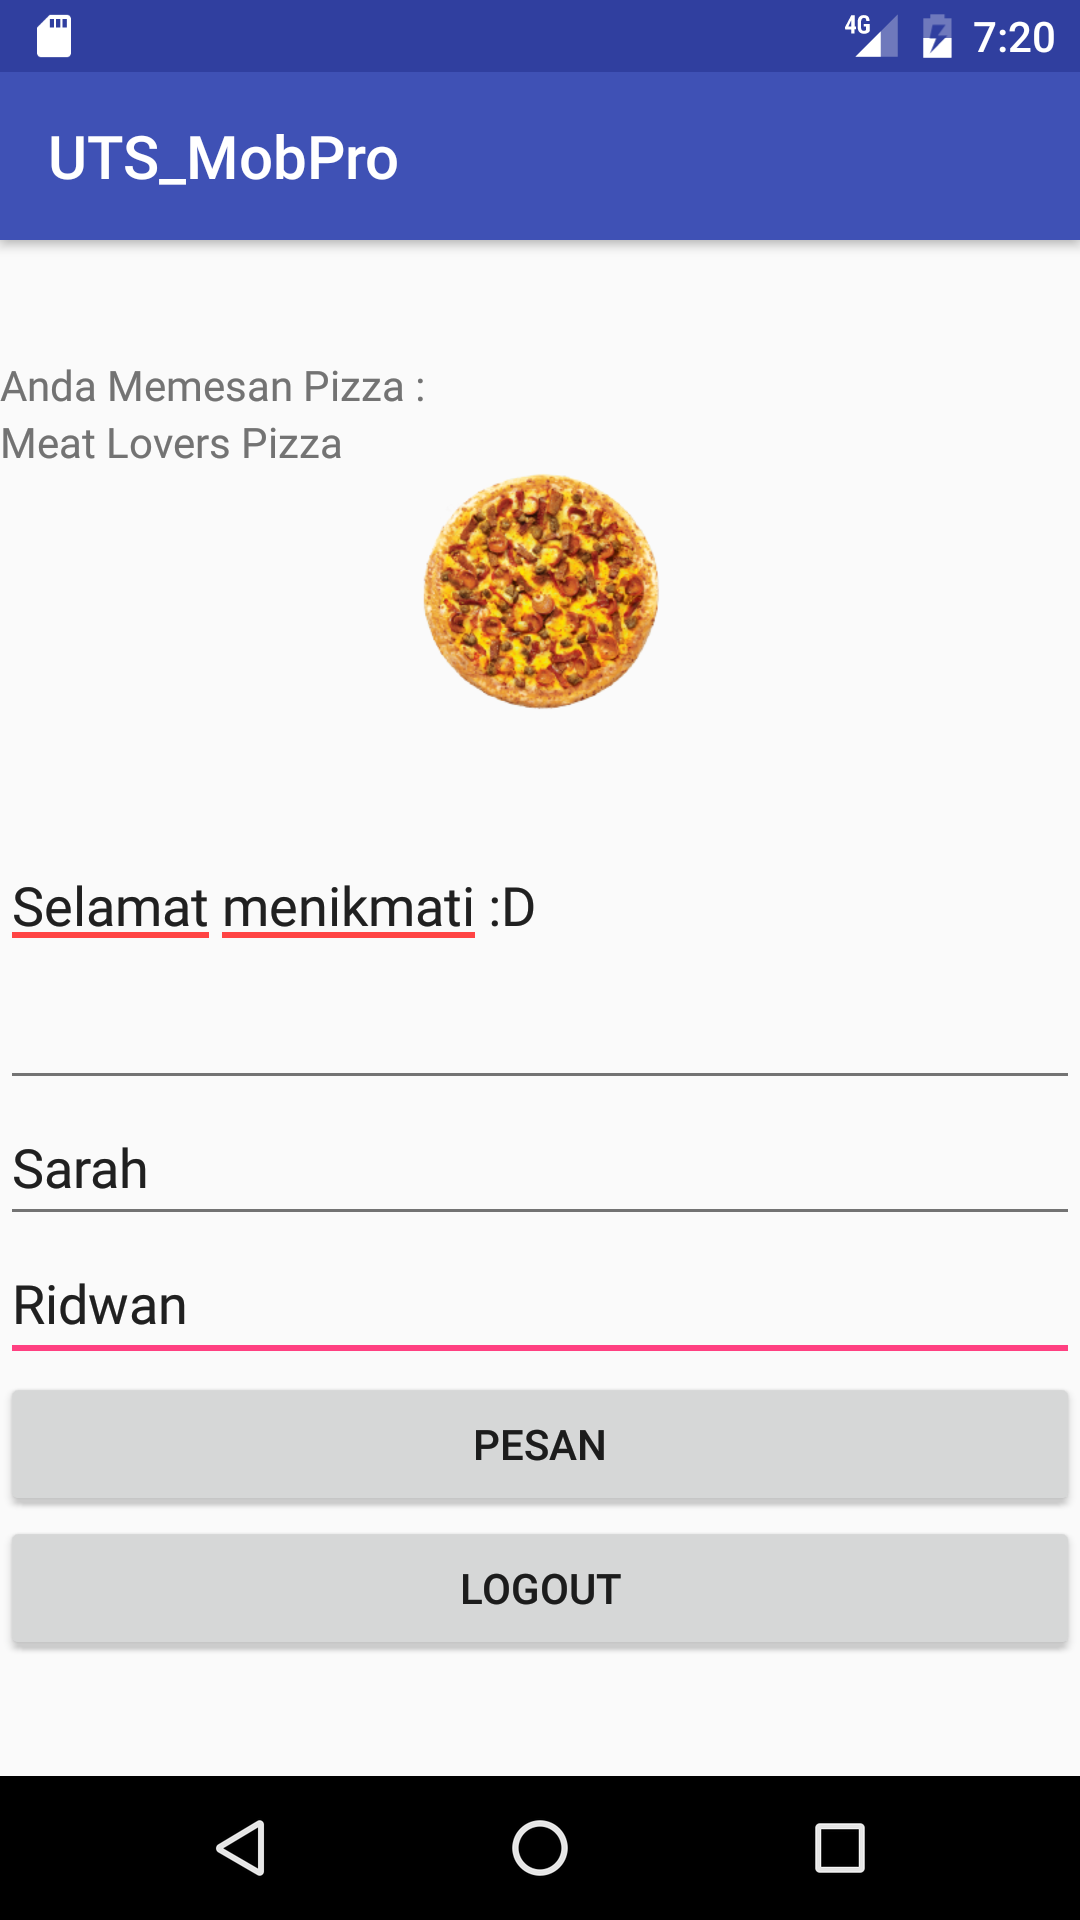 4G 7:20
UTS_MobPro
Anda Memesan Pizza :
Meat Lovers Pizza
Selamat menikmati :D
Sarah
Ridwan
PESAN
LOGOUT